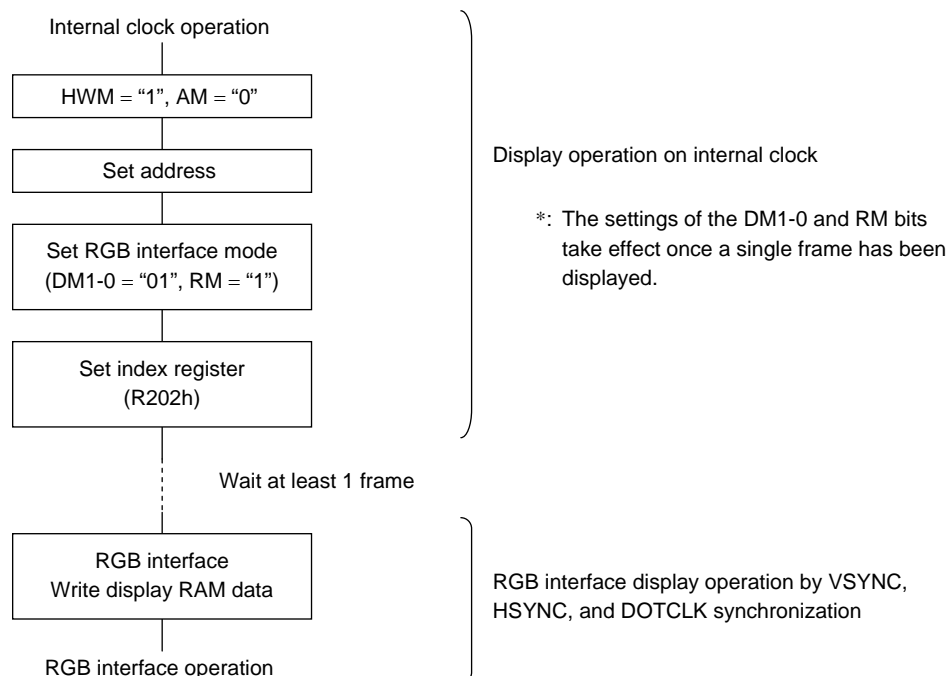 Internal clock operation
HWM = “1”, AM = “0”
Set address
Set RGB interface mode
(DM1-0 = “01”, RM = “1”)
Set index register
(R202h)
Display operation on internal clock
*: The settings of the DM1-0 and RM bits
take effect once a single frame has been
displayed.
Wait at least 1 frame
RGB interface
Write display RAM data
RGB interface operation
RGB interface display operation by VSYNC,
HSYNC, and DOTCLK synchronization